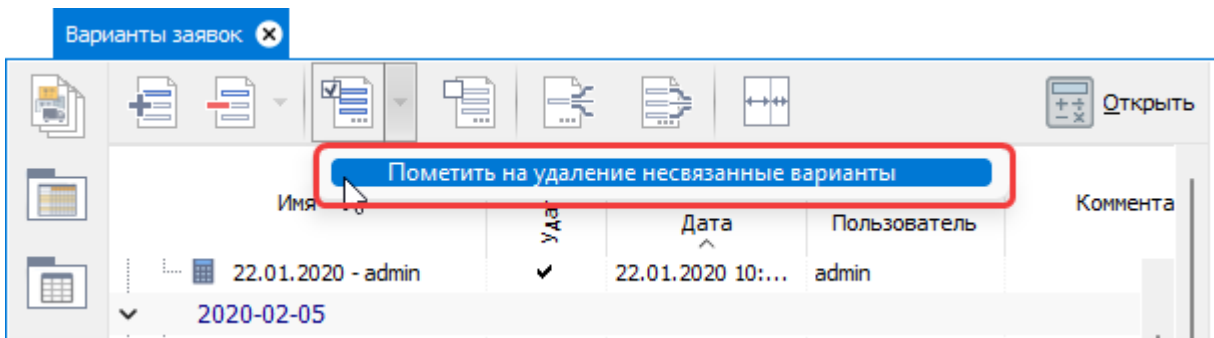 Варианты заявок
Открыть
Пометить на удаление несвязанные варианты
Имя
Уда
Дата
Пользователь
Коммента
22.01.2020 - admin
22.01.2020 10:...
admin
2020-02-05